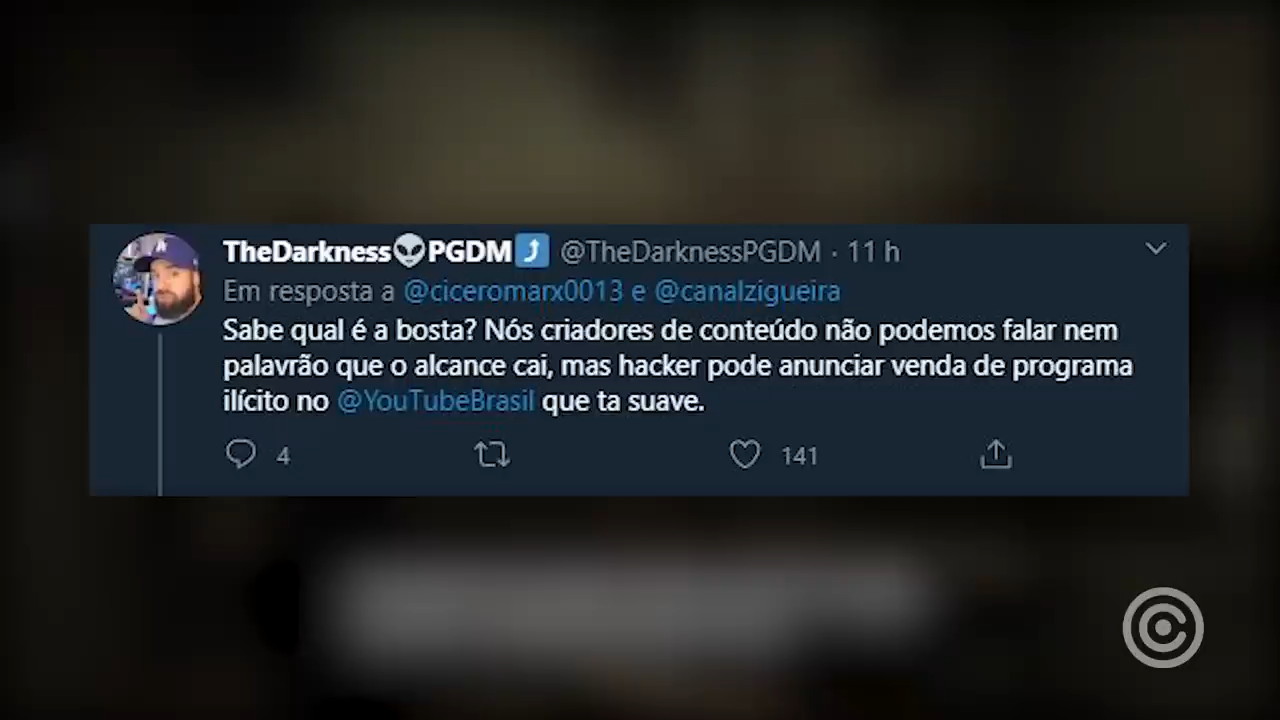 TheDarkness👽PGDM⤴ @TheDarknessPGDM · 11 h
Em resposta a @ciceromarx0013 e @canalzigueira
Sabe qual é a bosta? Nós criadores de conteúdo não podemos falar nem
palavrão que o alcance cai, mas hacker pode anunciar venda de programa
ilícito no @YouTubeBrasil que ta suave.
4 141